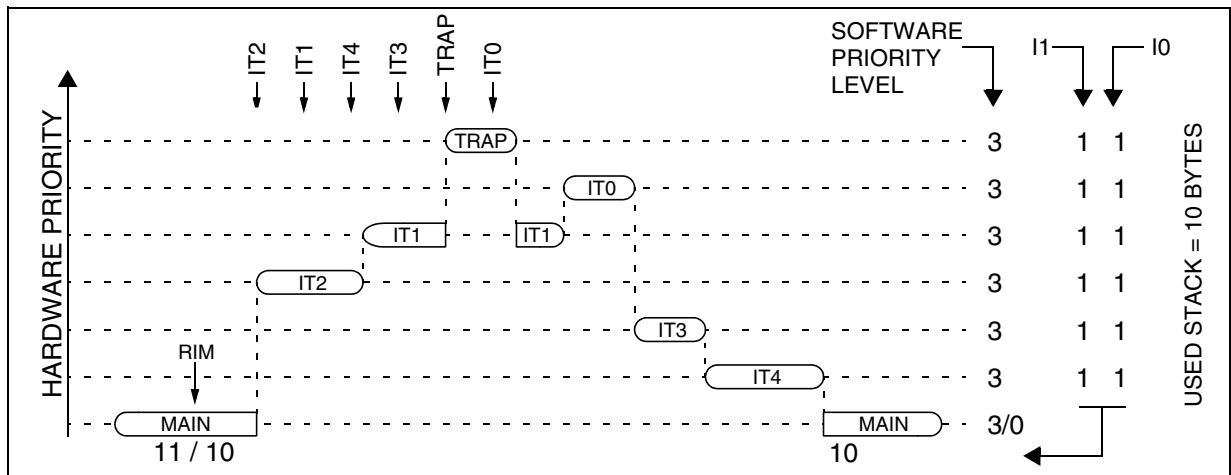 IT2
IT1
IT4
IT3
TRAP
IT0
SOFTWARE
PRIORITY
LEVEL
I1
I0
HARDWARE PRIORITY
TRAP
3
1 1
IT0
3
1 1
IT1
IT1
3
1 1
IT2
3
1 1
IT3
3
1 1
RIM
IT4
3
1 1
MAIN
MAIN
3/0
11 / 10
10
USED STACK = 10 BYTES